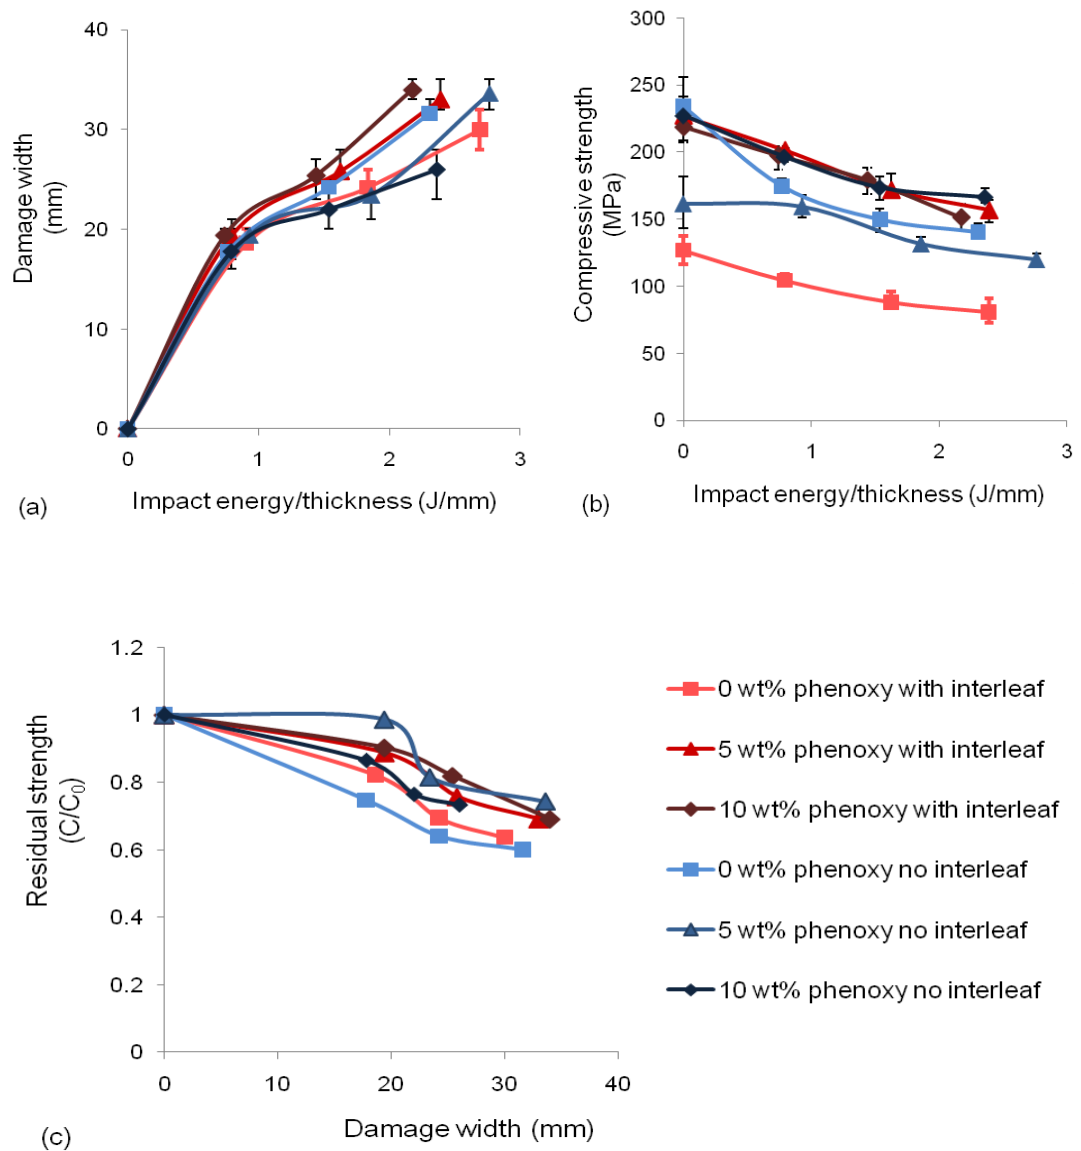 40
30
20
10
0
Damage width
(mm)
0 1 2 3
Impact energy/thickness (J/mm)
(a)
300
250
200
150
100
50
0
Compressive strength
(MPa)
0 1 2 3
Impact energy/thickness (J/mm)
(b)
1.2
1
0.8
0.6
0.4
0.2
0
Residual strength
(C/C0)
0 10 20 30 40
Damage width (mm)
(c)
0 wt% phenoxy with interleaf
5 wt% phenoxy with interleaf
10 wt% phenoxy with interleaf
0 wt% phenoxy no interleaf
5 wt% phenoxy no interleaf
10 wt% phenoxy no interleaf